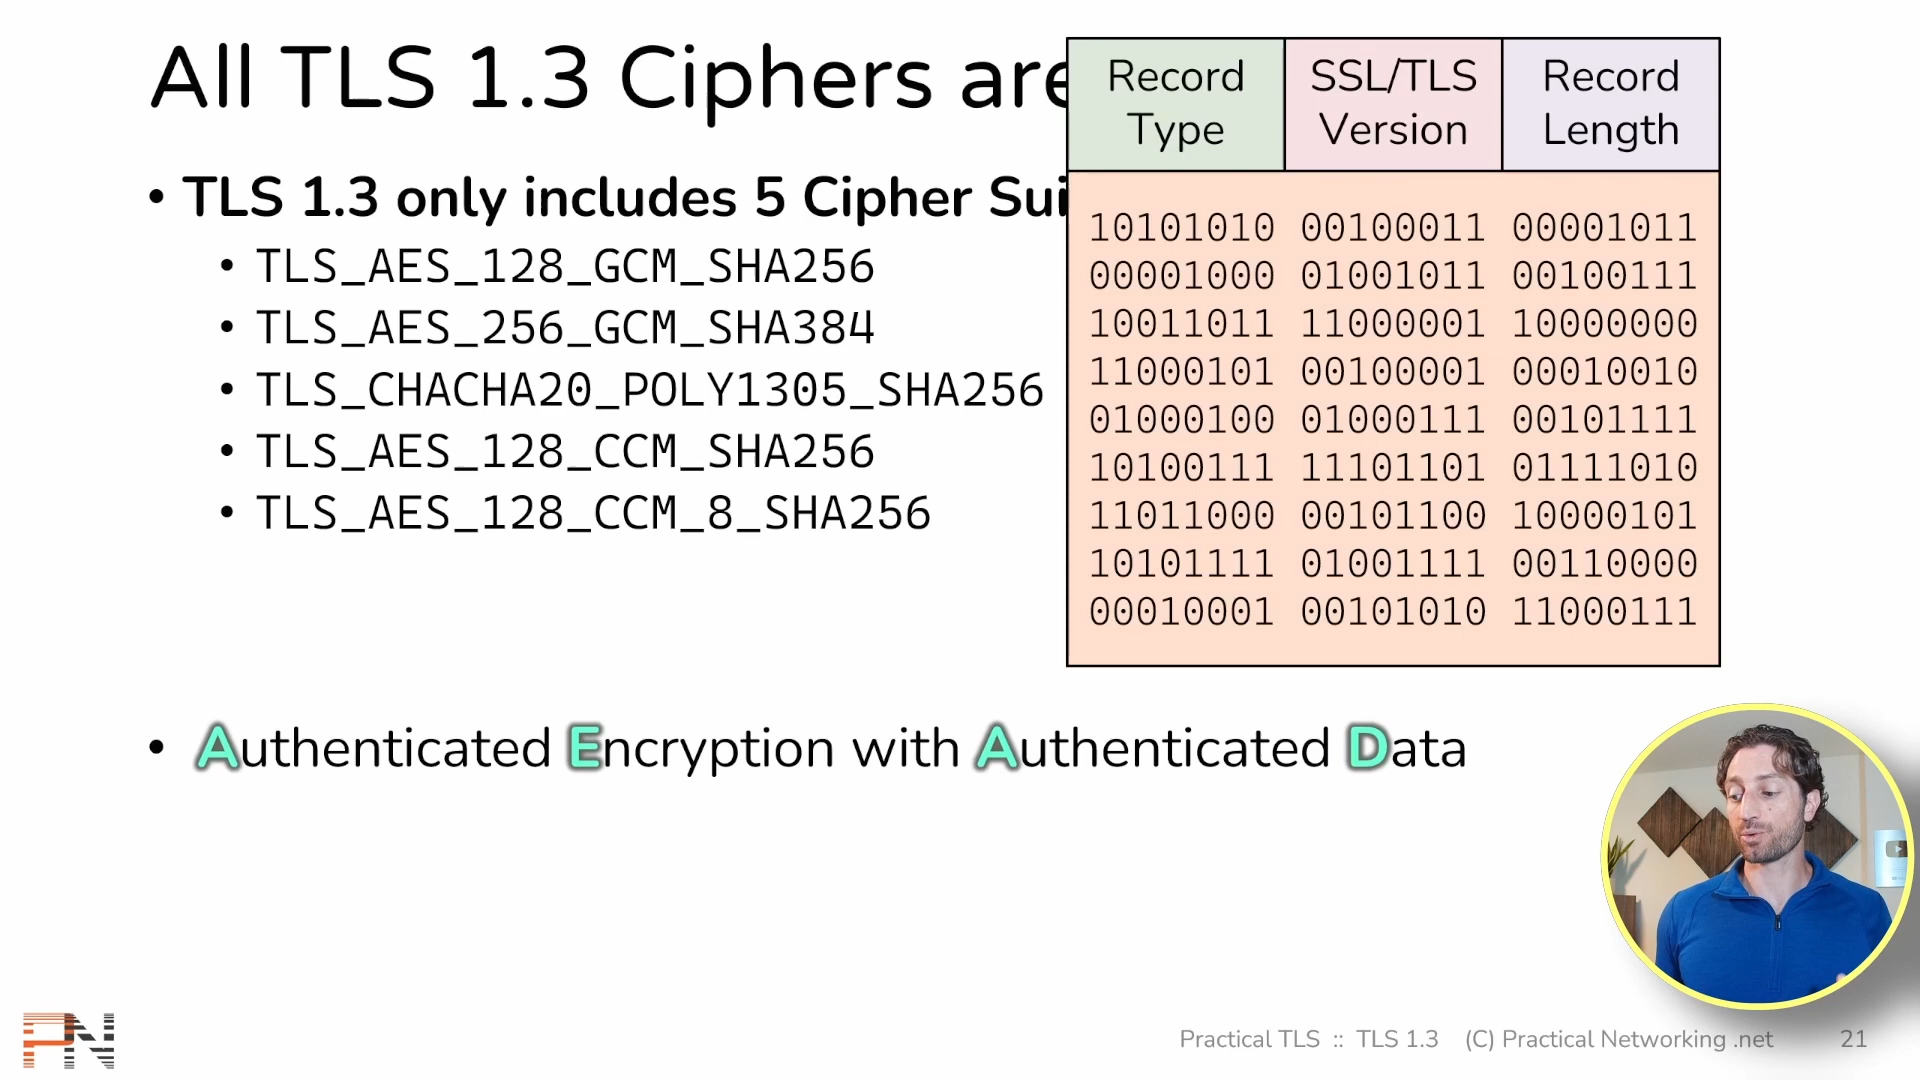 All TLS 1.3 Ciphers are
• TLS 1.3 only includes 5 Cipher Sui
• TLS_AES_128_GCM_SHA256
• TLS_AES_256_GCM_SHA384
• TLS_CHACHA20_POLY1305_SHA256
• TLS_AES_128_CCM_SHA256
• TLS_AES_128_CCM_8_SHA256
Record Type
SSL/TLS Version
Record Length
10101010 00100011 00001011
00001000 01001011 00100111
10011011 11000001 10000000
11000101 00100001 00010010
01000100 01000111 00101111
10100111 11101101 01111010
11011000 00101100 10000101
10101111 01001111 00110000
00010001 00101010 11000111
• Authenticated Encryption with Authenticated Data
PN
Practical TLS :: TLS 1.3 (C) Practical Networking .net 21